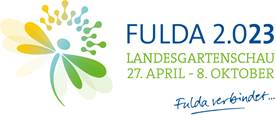 FULDA 2.023
LANDESGARTENSCHAU
27. APRIL - 8. OKTOBER
Fulda verbindet...